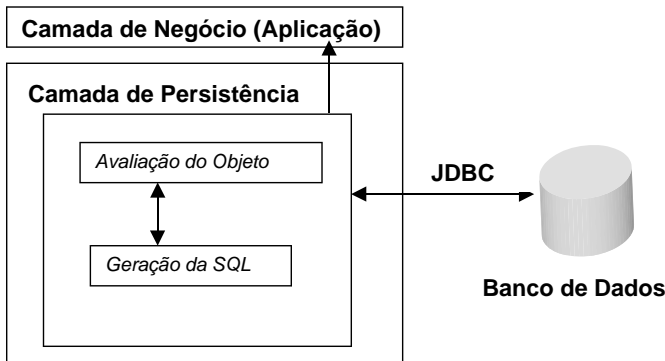 Camada de Negócio (Aplicação)
Camada de Persistência
Avaliação do Objeto
JDBC
Geração da SQL
Banco de Dados